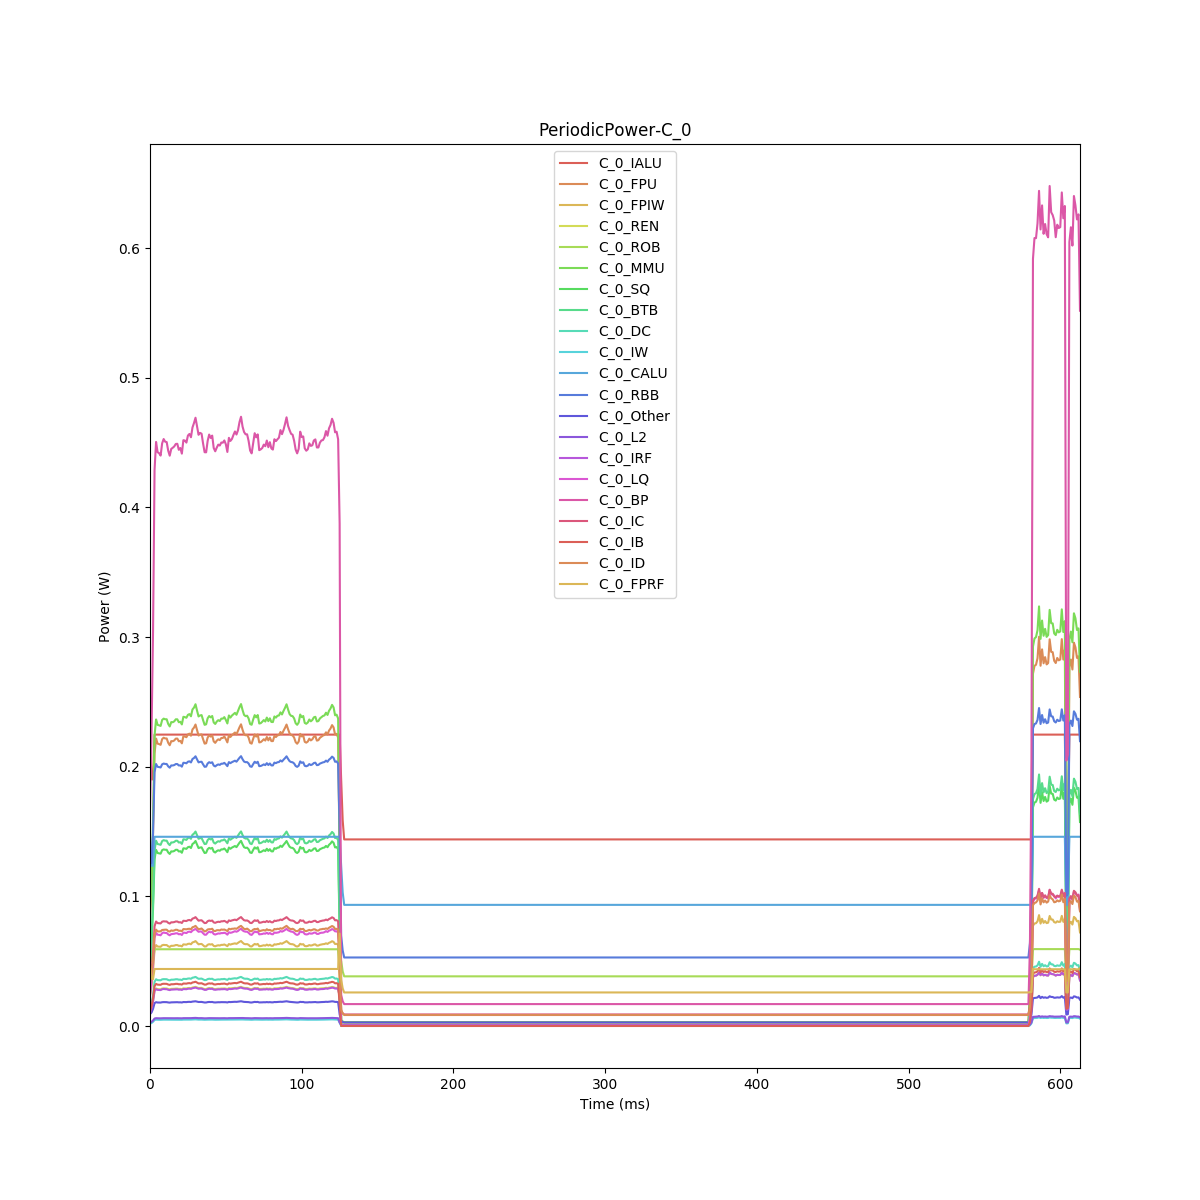 PeriodicPower-C_0
C_0_IALU
C_0_FPU
C_0_FPIW
C_0_REN
C_0_ROB
C_0_MMU
C_0_SQ
C_0_BTB
C_0_DC
C_0_IW
C_0_CALU
C_0_RBB
C_0_Other
C_0_L2
C_0_IRF
C_0_LQ
C_0_BP
C_0_IC
C_0_IB
C_0_ID
C_0_FPRF
Power (W)
0.6
0.5
0.4
0.3
0.2
0.1
0.0
0 100 200 300 400 500 600
Time (ms)